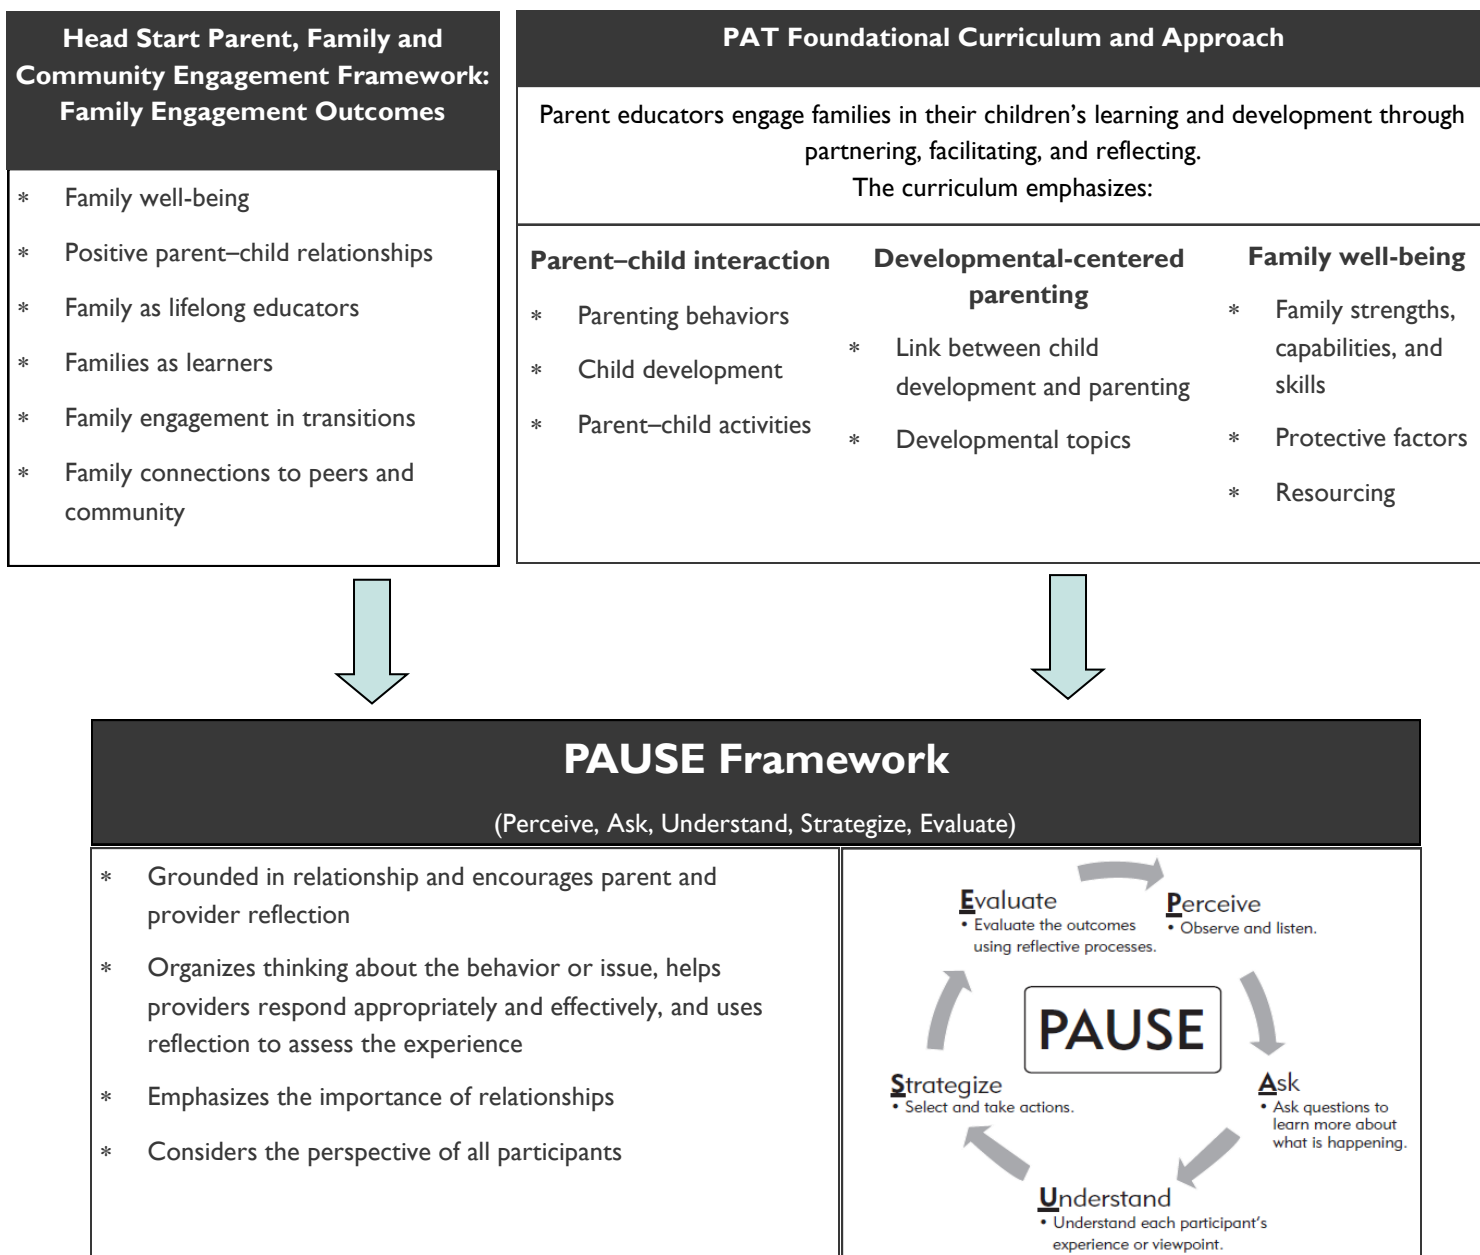 Head Start Parent, Family and
Community Engagement Framework:
Family Engagement Outcomes
* Family well-being
* Positive parent–child relationships
* Family as lifelong educators
* Families as learners
* Family engagement in transitions
* Family connections to peers and
community
PAT Foundational Curriculum and Approach
Parent educators engage families in their children’s learning and development through
partnering, facilitating, and reflecting.
The curriculum emphasizes:
Parent–child interaction
* Parenting behaviors
* Child development
* Parent–child activities
Developmental-centered
parenting
* Link between child
development and parenting
* Developmental topics
Family well-being
* Family strengths,
capabilities, and
skills
* Protective factors
* Resourcing
PAUSE Framework
(Perceive, Ask, Understand, Strategize, Evaluate)
* Grounded in relationship and encourages parent and
provider reflection
* Organizes thinking about the behavior or issue, helps
providers respond appropriately and effectively, and uses
reflection to assess the experience
* Emphasizes the importance of relationships
* Considers the perspective of all participants
PAUSE
Perceive
• Observe and listen.
Ask
• Ask questions to
learn more about
what is happening.
Understand
• Understand each participant’s
experience or viewpoint.
Strategize
• Select and take actions.
Evaluate
• Evaluate the outcomes
using reflective processes.